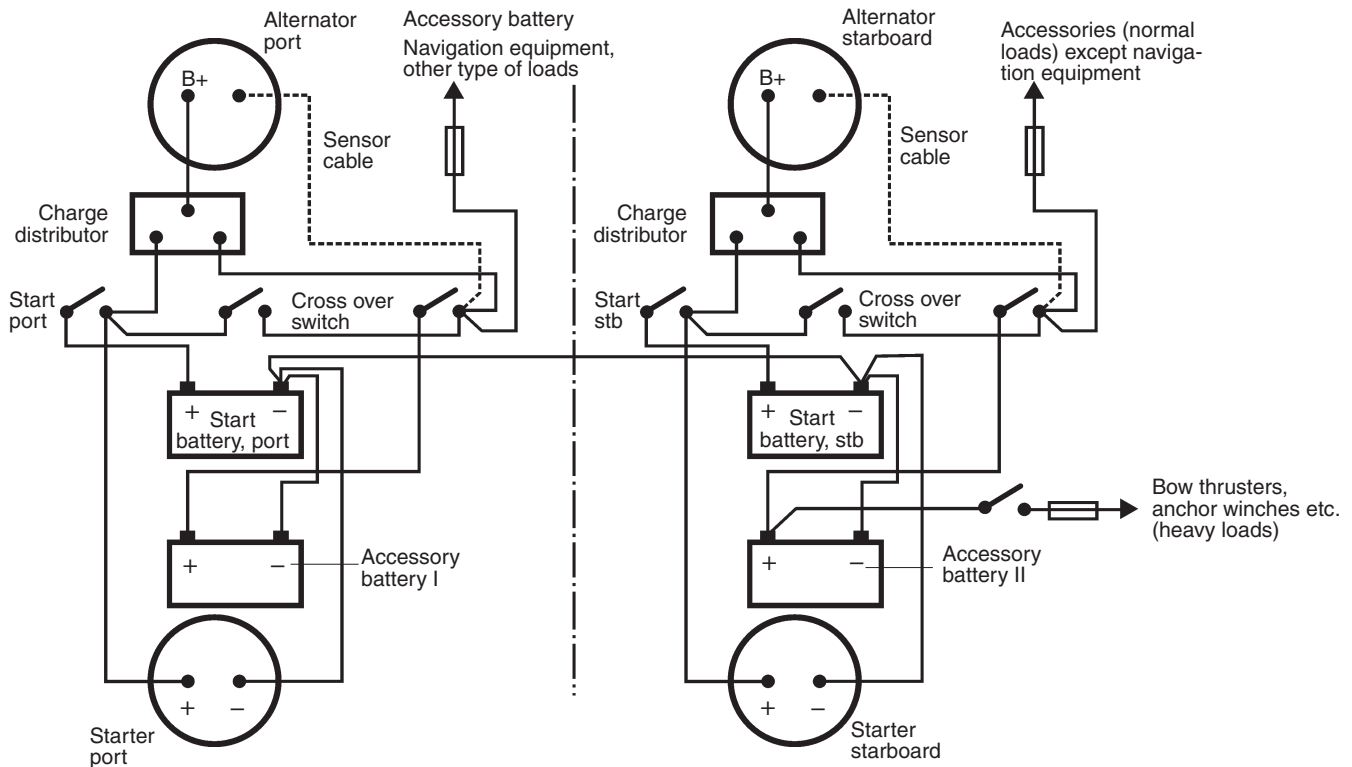 Alternator
port
Accessory battery
Navigation equipment,
other type of loads
B+
Sensor
cable
Charge
distributor
Start
port
Cross over
switch
+ −
Start
battery, port
+ −
Accessory
battery I
+ −
Starter
port
Alternator
starboard
Accessories (normal
loads) except naviga-
tion equipment
B+
Sensor
cable
Charge
distributor
Start
stb
Cross over
switch
+ −
Start
battery, stb
Bow thrusters,
anchor winches etc.
(heavy loads)
+ −
Accessory
battery II
+ −
Starter
starboard